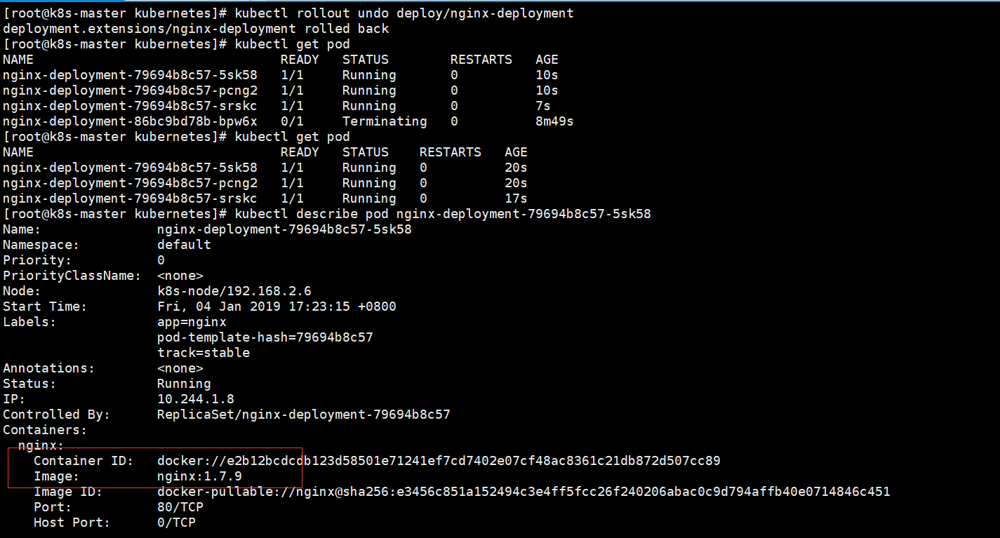 [root@k8s-master kubernetes]# kubectl rollout undo deploy/nginx-deployment
deployment.extensions/nginx-deployment rolled back
[root@k8s-master kubernetes]# kubectl get pod
NAME                                READY   STATUS        RESTARTS   AGE
nginx-deployment-79694b8c57-5sk58   1/1     Running       0          10s
nginx-deployment-79694b8c57-pcng2   1/1     Running       0          10s
nginx-deployment-79694b8c57-srskc   1/1     Running       0          7s
nginx-deployment-86bc9bd78b-bpw6x   0/1     Terminating   0          8m49s
[root@k8s-master kubernetes]# kubectl get pod
NAME                                READY   STATUS    RESTARTS   AGE
nginx-deployment-79694b8c57-5sk58   1/1     Running   0          20s
nginx-deployment-79694b8c57-pcng2   1/1     Running   0          20s
nginx-deployment-79694b8c57-srskc   1/1     Running   0          17s
[root@k8s-master kubernetes]# kubectl describe pod nginx-deployment-79694b8c57-5sk58
Name:               nginx-deployment-79694b8c57-5sk58
Namespace:          default
Priority:           0
PriorityClassName:  <none>
Node:               k8s-node/192.168.2.6
Start Time:         Fri, 04 Jan 2019 17:23:15 +0800
Labels:             app=nginx
                    pod-template-hash=79694b8c57
                    track=stable
Annotations:        <none>
Status:             Running
IP:                 10.244.1.8
Controlled By:      ReplicaSet/nginx-deployment-79694b8c57
Containers:
  nginx:
    Container ID:   docker://e2b12bcdcdb123d58501e71241ef7cd7402e07cf48ac8361c21db872d507cc89
    Image:          nginx:1.7.9
    Image ID:       docker-pullable://nginx@sha256:e3456c851a152494c3e4ff5fcc26f240206abac0c9d794affb40e0714846c451
    Port:           80/TCP
    Host Port:      0/TCP